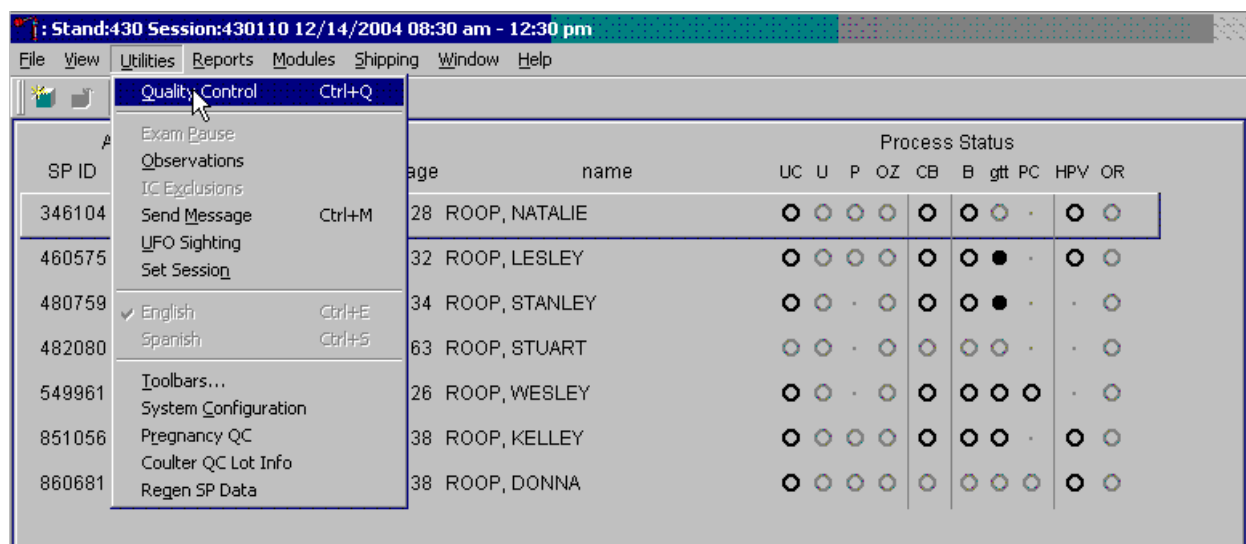 : Stand:430 Session:430110 12/14/2004 08:30 am - 12:30 pm
File View Utilities Reports Modules Shipping Window Help
Quality Control Ctrl+Q
Exam Pause
Observations
IC Exclusions
Send Message Ctrl+M
UFO Sighting
Set Session
English Ctrl+E
Spanish Ctrl+S
Toolbars...
System Configuration
Pregnancy QC
Coulter QC Lot Info
Regen SP Data
A Process Status
SP ID age name UC U P OZ CB B gtt PC HPV OR
346104 28 ROOP, NATALIE
460575 32 ROOP, LESLEY
480759 34 ROOP, STANLEY
482080 63 ROOP, STUART
549961 26 ROOP, WESLEY
851056 38 ROOP, KELLEY
860681 38 ROOP, DONNA